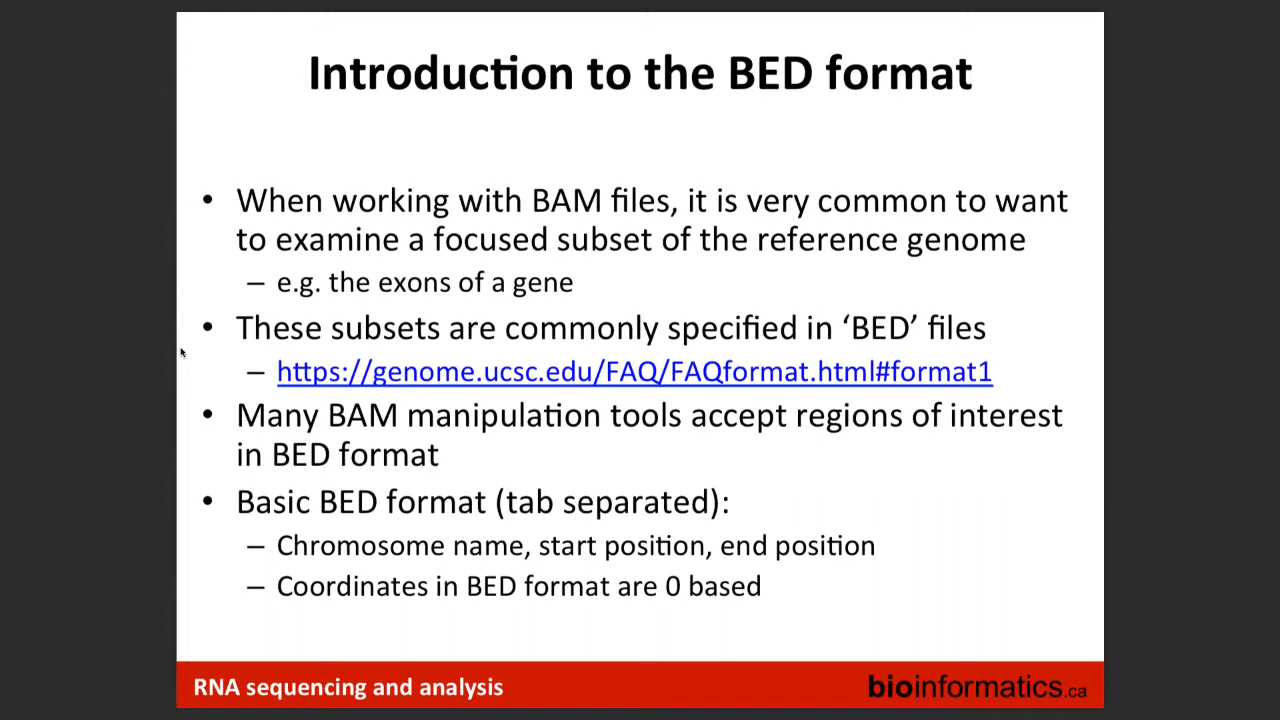 Introduction to the BED format
• When working with BAM files, it is very common to want
to examine a focused subset of the reference genome
– e.g. the exons of a gene
• These subsets are commonly specified in ‘BED’ files
– https://genome.ucsc.edu/FAQ/FAQformat.html#format1
• Many BAM manipulation tools accept regions of interest
in BED format
• Basic BED format (tab separated):
– Chromosome name, start position, end position
– Coordinates in BED format are 0 based
RNA sequencing and analysis
bioinformatics.ca